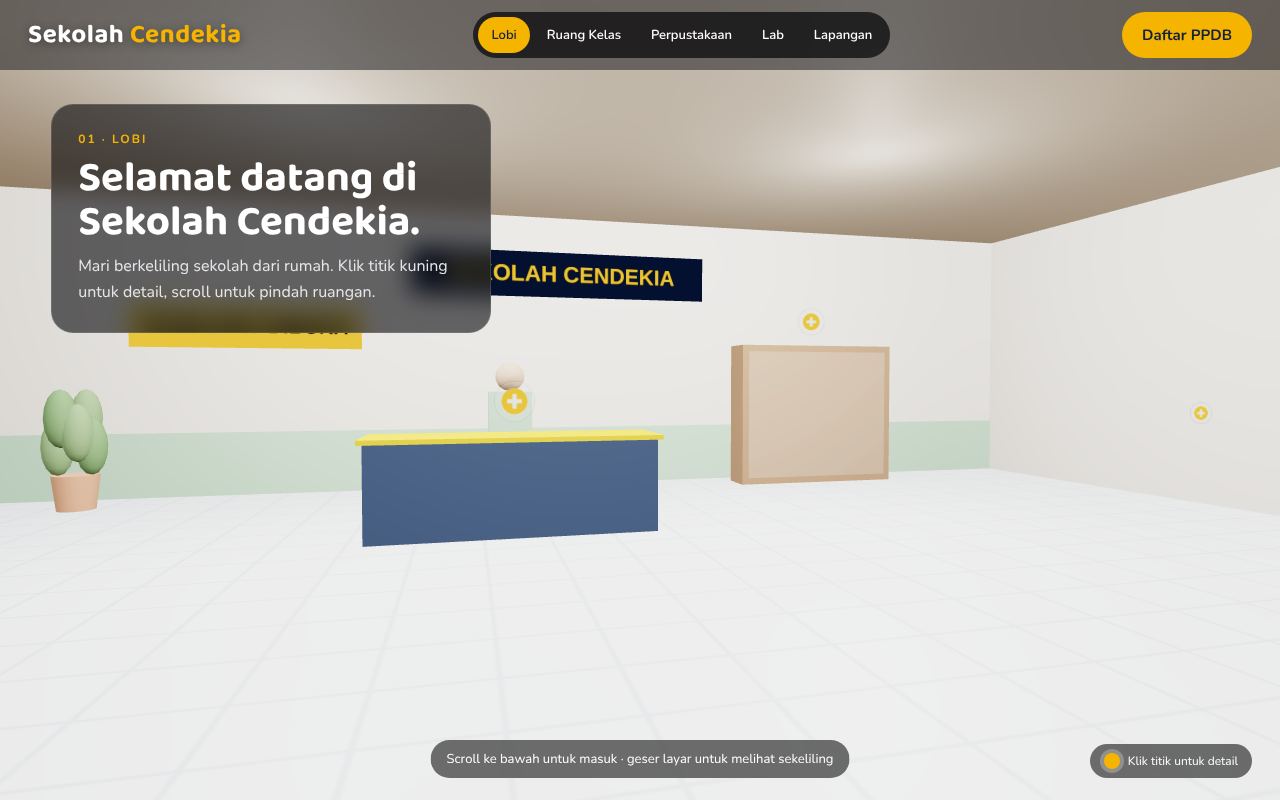 Sekolah Cendekia
Lobi
Ruang Kelas
Perpustakaan
Lab
Lapangan
Daftar PPDB
01 · LOBI
Selamat datang di
Sekolah Cendekia.
Mari berkeliling sekolah dari rumah. Klik titik kuning
untuk detail, scroll untuk pindah ruangan.
OLAH CENDEKIA
Scroll ke bawah untuk masuk · geser layar untuk melihat sekeliling
Klik titik untuk detail